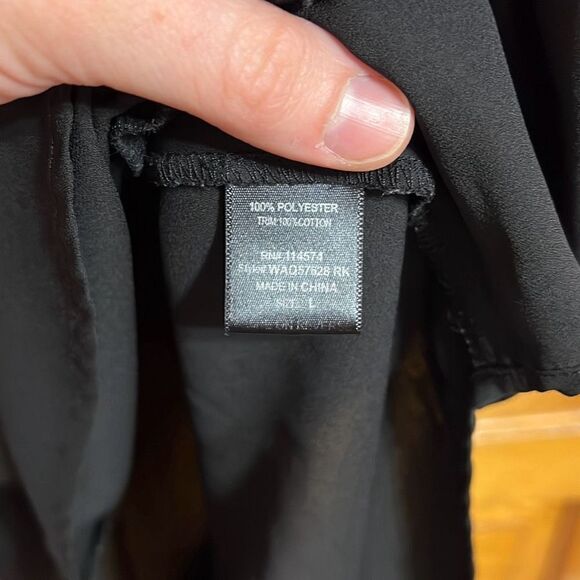 100% POLYESTER
TRIM:100%COTTON
RN#:114574
Style#:WAQ57628 RK
MADE IN CHINA
SIZE: L